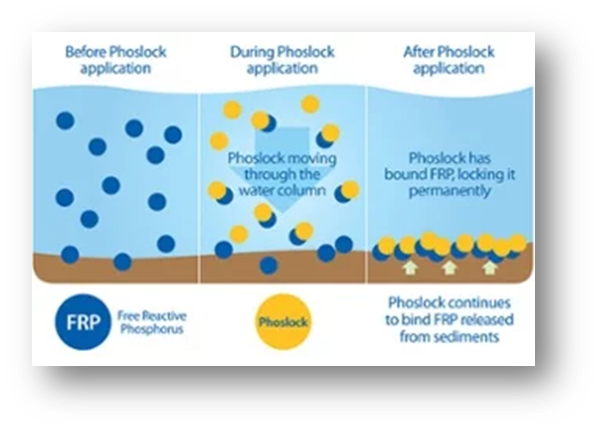 Before Phoslock
application
During Phoslock
application
After Phoslock
application
Phoslock moving
through the
water column
Phoslock has
bound FRP, locking it
permanently
FRP
Free Reactive
Phosphorus
Phoslock
Phoslock continues
to bind FRP released
from sediments